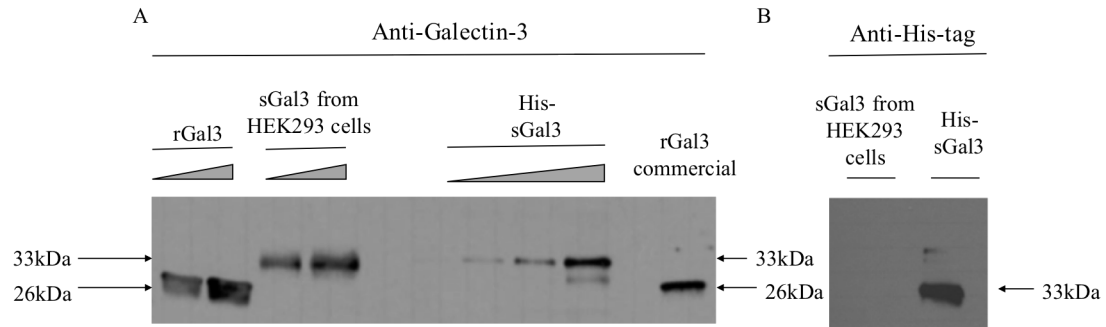 A
Anti-Galectin-3
rGal3
sGal3 from
HEK293 cells
His-
sGal3
rGal3
commercial
33kDa
26kDa
33kDa
26kDa
B
Anti-His-tag
sGal3 from
HEK293
cells
His-
sGal3
33kDa